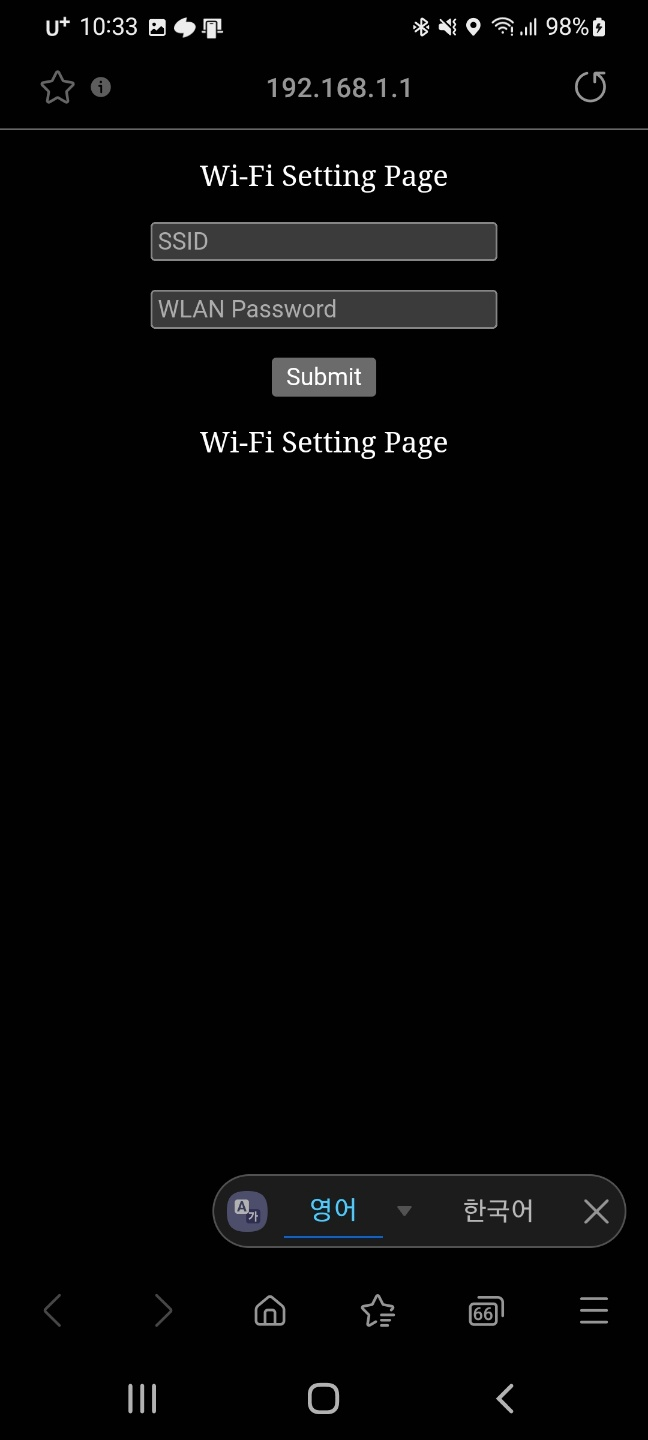 U+ 10:33 98%
192.168.1.1
Wi-Fi Setting Page
SSID
WLAN Password
Submit
Wi-Fi Setting Page
A 가 영어 한국어
66